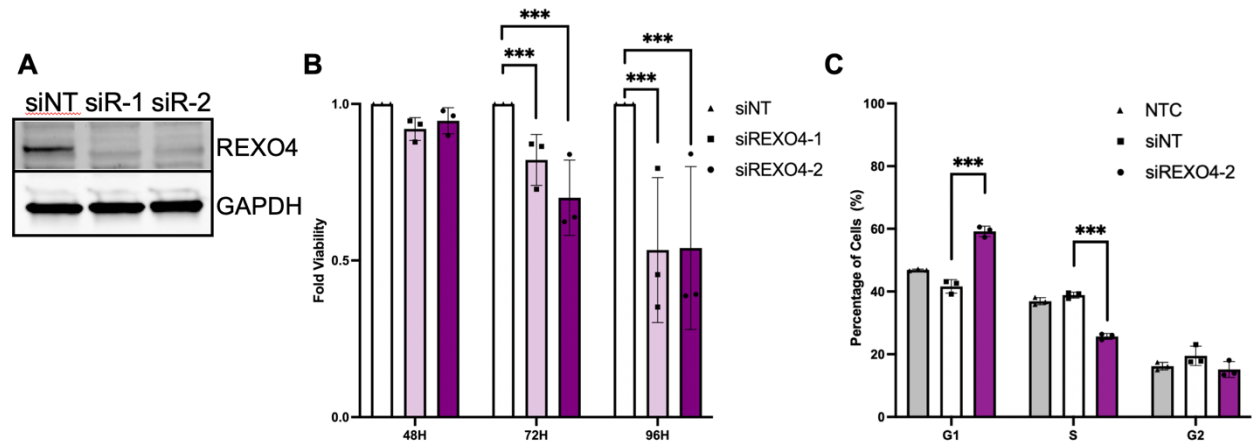 A
siNT siR-1 siR-2
REXO4
GAPDH
B
***
***
***
***
1.0
0.5
0.0
Fold Viability
48H
72H
96H
siNT
siREXO4-1
siREXO4-2
C
100
80
60
40
20
0
Percentage of Cells (%)
***
***
G1
S
G2
NTC
siNT
siREXO4-2